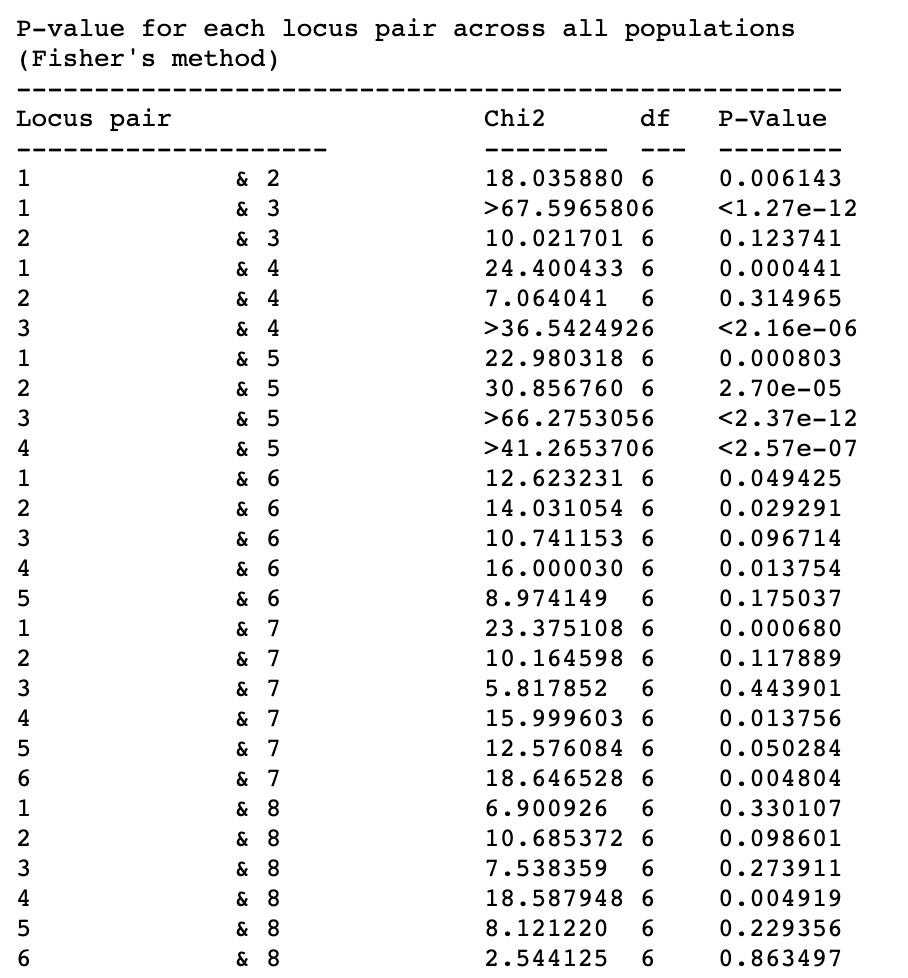 P-value for each locus pair across all populations
(Fisher's method)
-----------------------------------------------------
Locus pair                    Chi2      df   P-Value
--------------------          --------  ---  --------
1             & 2             18.035880 6    0.006143
1             & 3             >67.5965806    <1.27e-12
2             & 3             10.021701 6    0.123741
1             & 4             24.400433 6    0.000441
2             & 4             7.064041  6    0.314965
3             & 4             >36.5424926    <2.16e-06
1             & 5             22.980318 6    0.000803
2             & 5             30.856760 6    2.70e-05
3             & 5             >66.2753056    <2.37e-12
4             & 5             >41.2653706    <2.57e-07
1             & 6             12.623231 6    0.049425
2             & 6             14.031054 6    0.029291
3             & 6             10.741153 6    0.096714
4             & 6             16.000030 6    0.013754
5             & 6             8.974149  6    0.175037
1             & 7             23.375108 6    0.000680
2             & 7             10.164598 6    0.117889
3             & 7             5.817852  6    0.443901
4             & 7             15.999603 6    0.013756
5             & 7             12.576084 6    0.050284
6             & 7             18.646528 6    0.004804
1             & 8             6.900926  6    0.330107
2             & 8             10.685372 6    0.098601
3             & 8             7.538359  6    0.273911
4             & 8             18.587948 6    0.004919
5             & 8             8.121220  6    0.229356
6             & 8             2.544125  6    0.863497